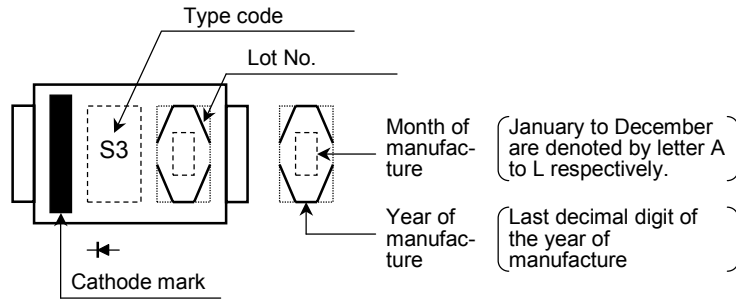 Type code
Lot No.
S3
Month of
manufac-
ture
January to December
are denoted by letter A
to L respectively.
Year of
manufac-
ture
Last decimal digit of
the year of
manufacture
Cathode mark